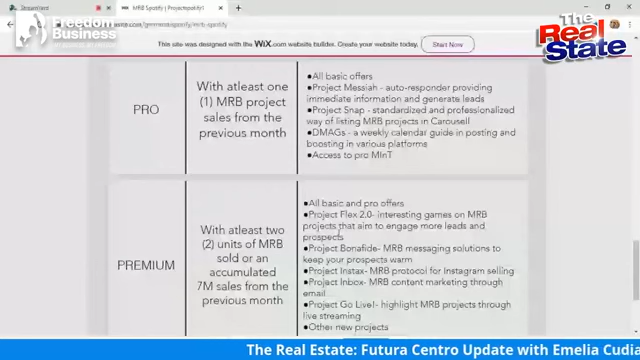 StreamYard
MRB Spotify | Projectspotify1
Freedom
Business
The
Real
State
This site was designed with the WiX.com website builder. Create your website today.
Start Now
PRO
With atleast one
(1) MRB project
sales from the
previous month
●All basic offers
●Project Messiah - auto-responder providing
immediate information and generate leads
●Project Snap - standardized and professionalized
way of listing MRB projects in Carousell
●DMAGs - a weekly calendar guide in posting and
boosting in various platforms
●Access to pro MInT
PREMIUM
With atleast two
(2) units of MRB
sold or an
accumulated
7M sales from the
previous month
●All basic and pro offers
●Project Flex 2.0- interesting games on MRB
projects that aim to engage more leads and
prospects
●Project Bonafide- MRB messaging solutions to
keep your prospects warm
●Project Instax- MRB protocol for Instagram selling
●Project Inbox- MRB content marketing through
email
●Project Go Live!- highlight MRB projects through
live streaming
●Other new projects
The Real Estate: Futura Centro Update with Emelia Cudia